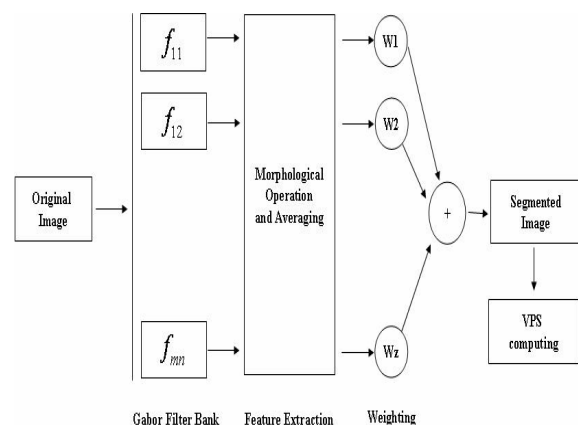 f11
W1
f12
W2
Morphological
Operation
and Averaging
Original
Image
+
Segmented
Image
VPS
computing
fmn
Wz
Gabor Filter Bank
Feature Extraction
Weighting